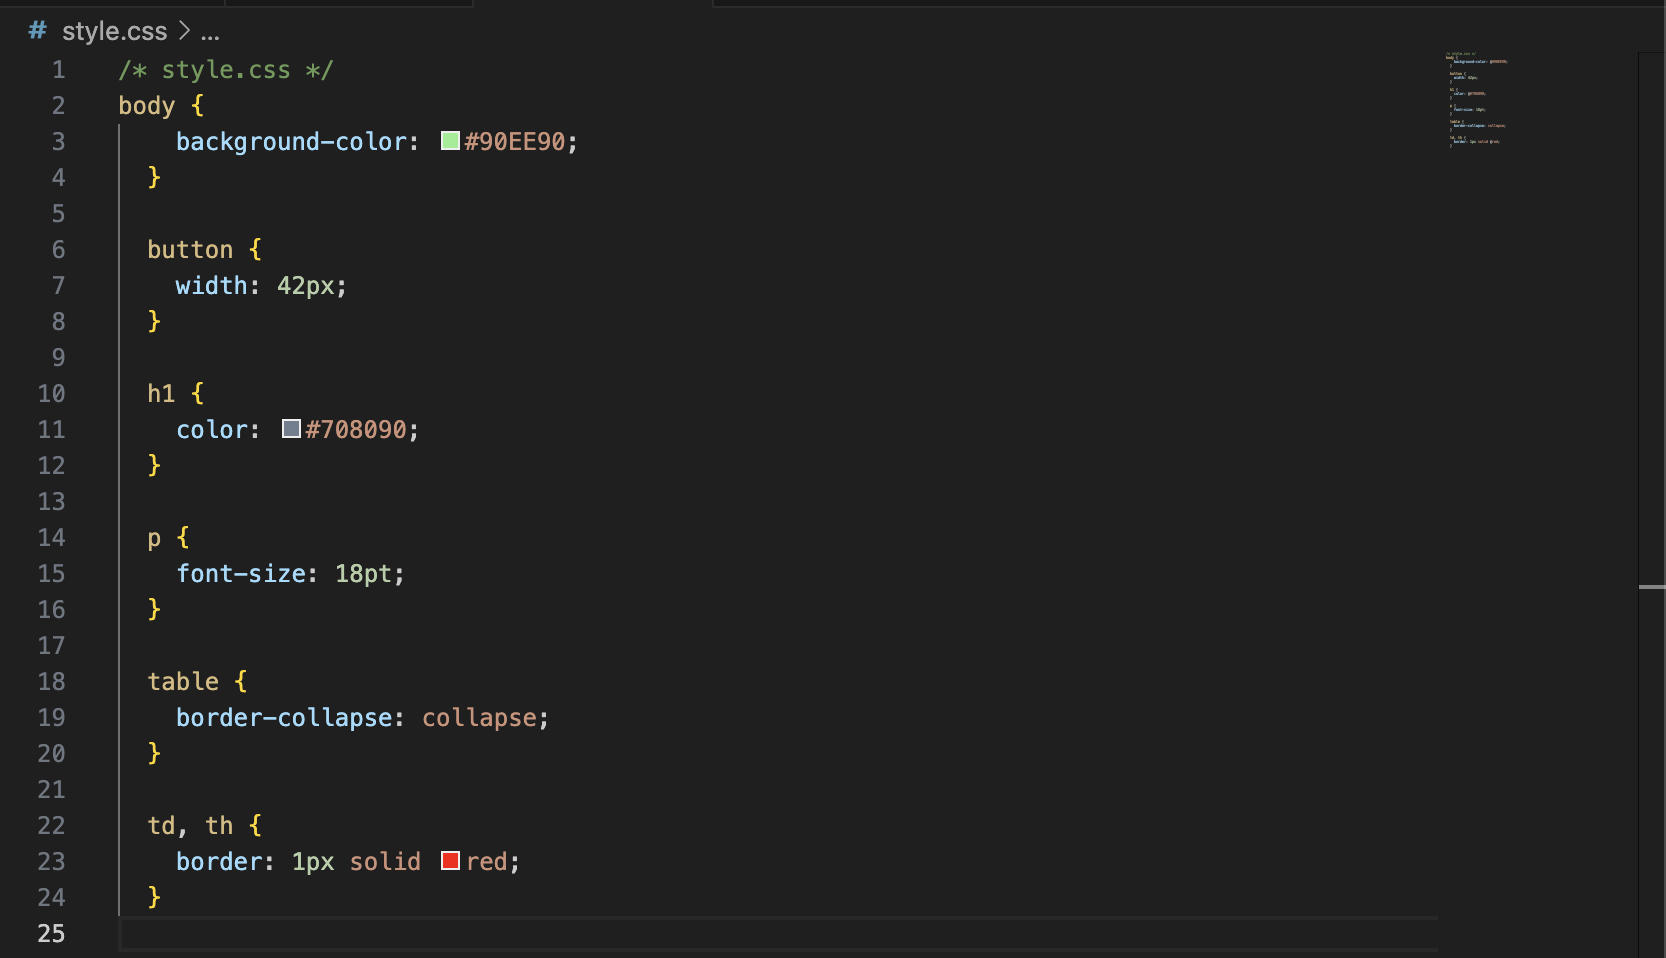 # style.css > ...
1 /* style.css */
2 body {
3     background-color: #90EE90;
4   }
5
6   button {
7     width: 42px;
8   }
9
10   h1 {
11     color: #708090;
12   }
13
14   p {
15     font-size: 18pt;
16   }
17
18   table {
19     border-collapse: collapse;
20   }
21
22   td, th {
23     border: 1px solid red;
24   }
25